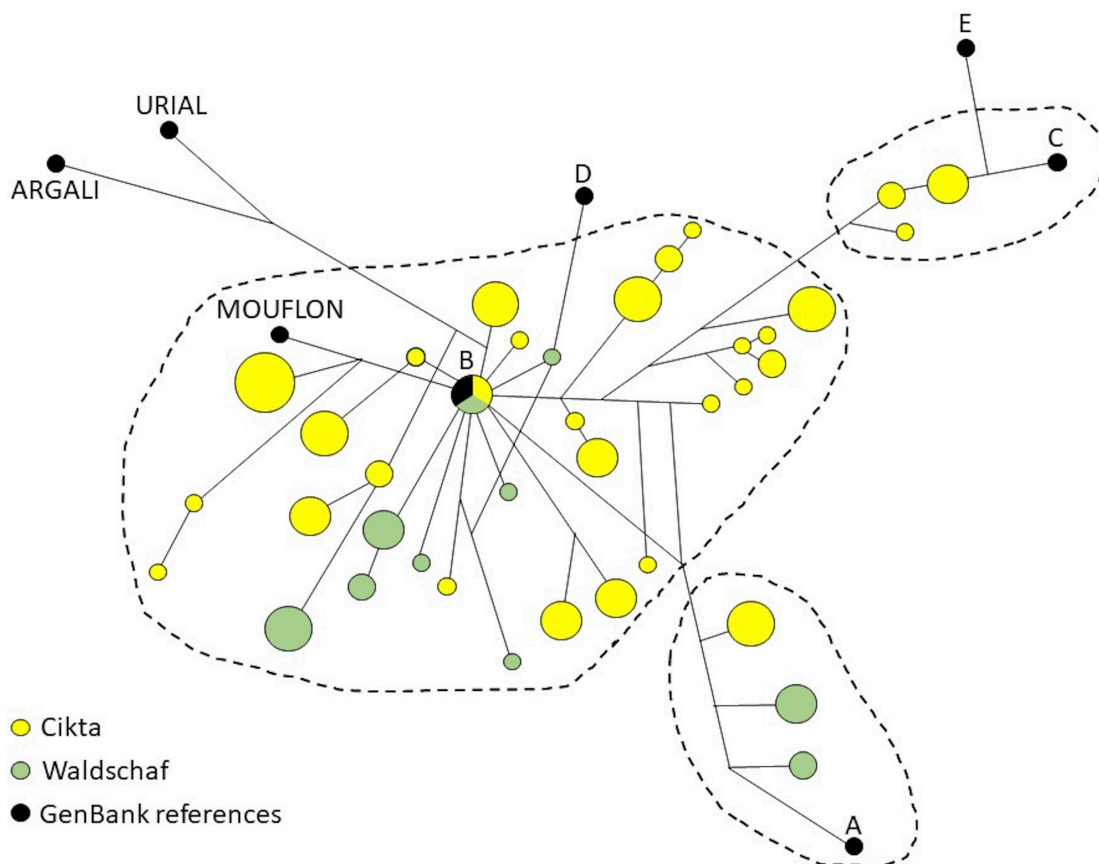 E
URIAL
C
ARGALI
D
MOUFLON
B
Cikta
Waldschaf
GenBank references
A